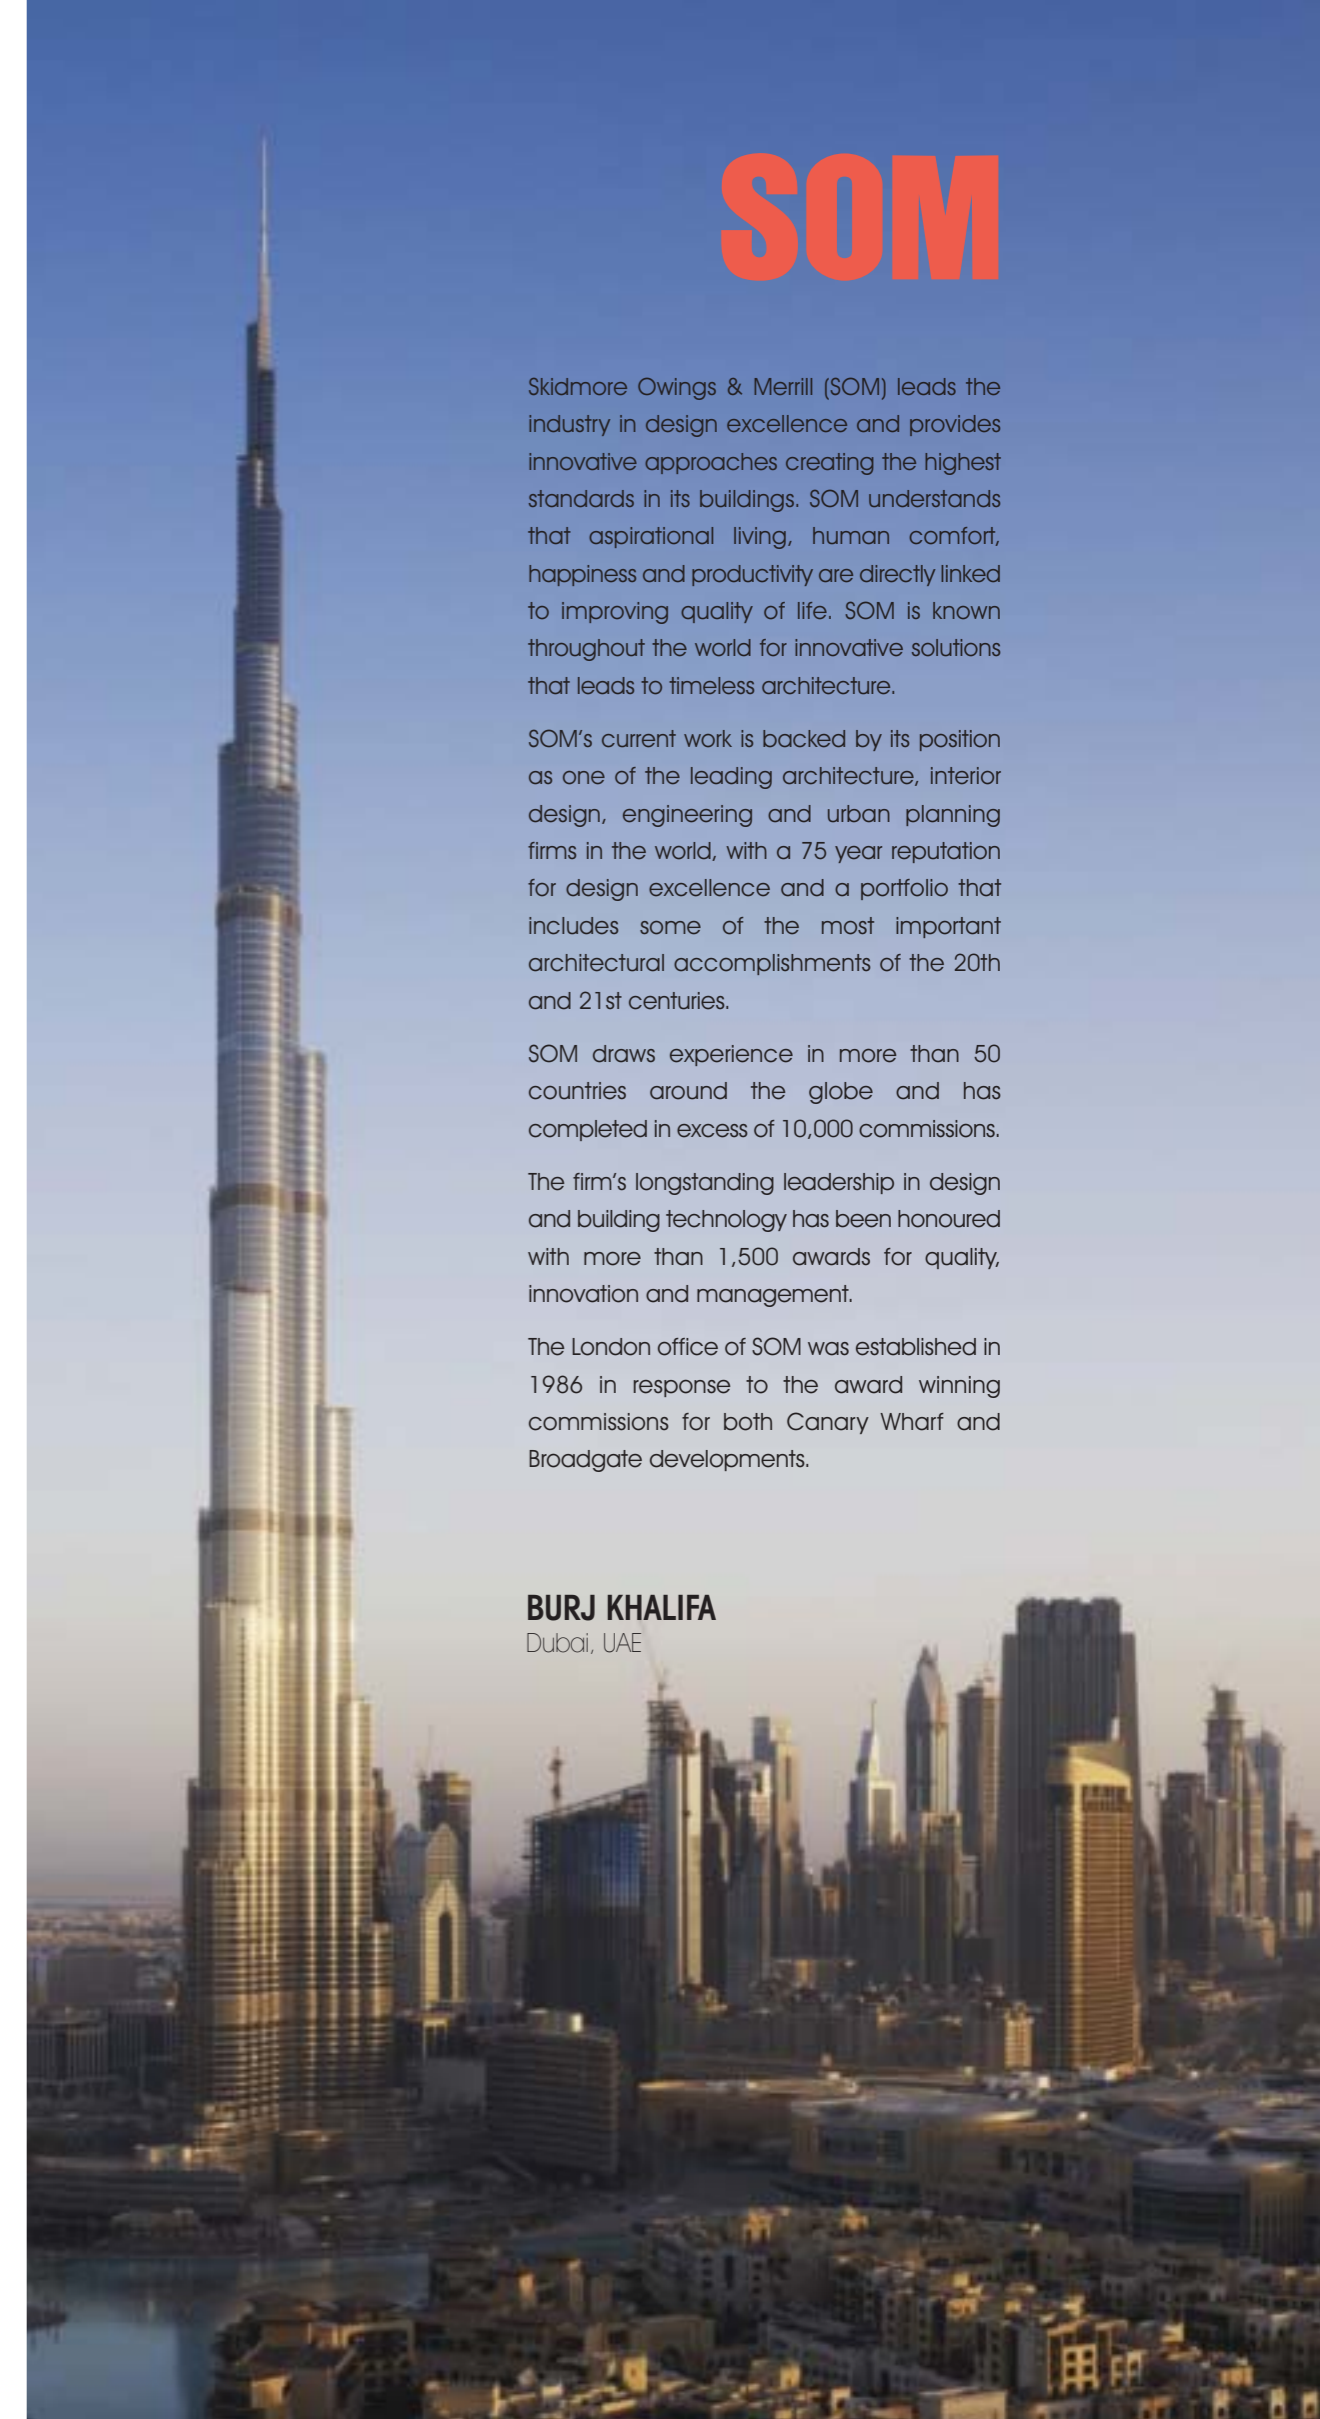 SOM
Skidmore Owings & Merrill (SOM) leads the
industry in design excellence and provides
innovative approaches creating the highest
standards in its buildings. SOM understands
that aspirational living, human comfort,
happiness and productivity are directly linked
to improving quality of life. SOM is known
throughout the world for innovative solutions
that leads to timeless architecture.
SOM’s current work is backed by its position
as one of the leading architecture, interior
design, engineering and urban planning
firms in the world, with a 75 year reputation
for design excellence and a portfolio that
includes some of the most important
architectural accomplishments of the 20th
and 21st centuries.
SOM draws experience in more than 50
countries around the globe and has
completed in excess of 10,000 commissions.
The firm’s longstanding leadership in design
and building technology has been honoured
with more than 1,500 awards for quality,
innovation and management.
The London office of SOM was established in
1986 in response to the award winning
commissions for both Canary Wharf and
Broadgate developments.
BURJ KHALIFA
Dubai, UAE